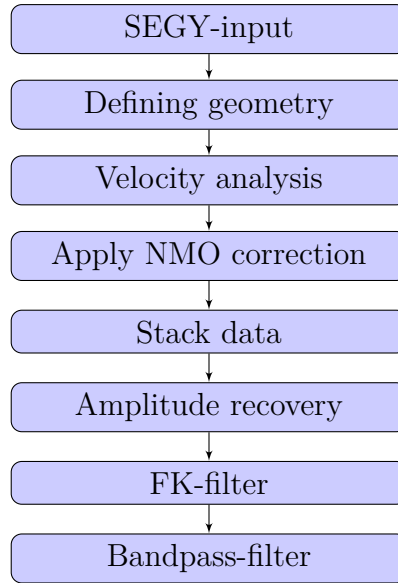 SEGY-input
Defining geometry
Velocity analysis
Apply NMO correction
Stack data
Amplitude recovery
FK-filter
Bandpass-filter